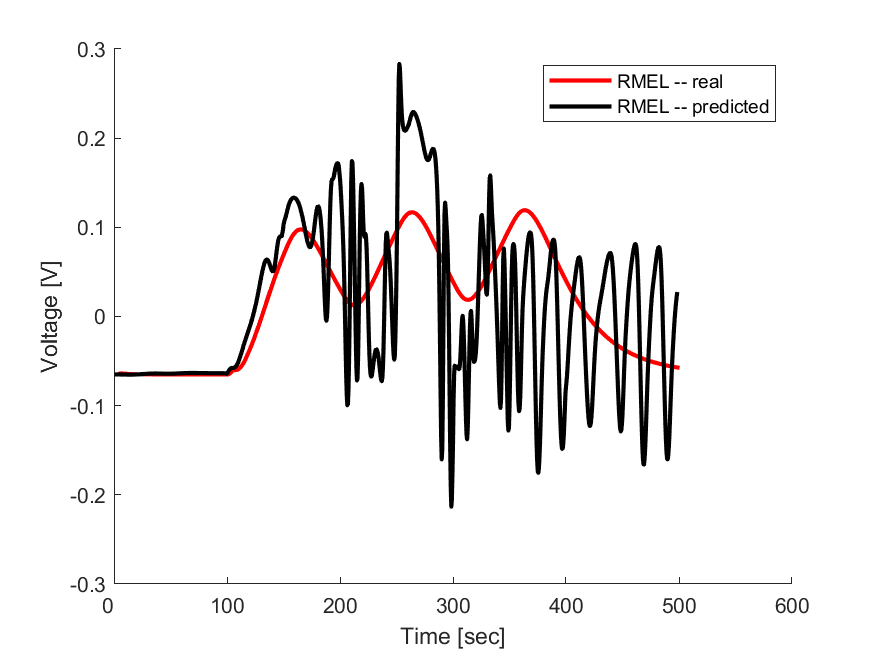 0.3
0.2
0.1
0
-0.1
-0.2
-0.3
Voltage [V]
RMEL -- real
RMEL -- predicted
0 100 200 300 400 500 600
Time [sec]